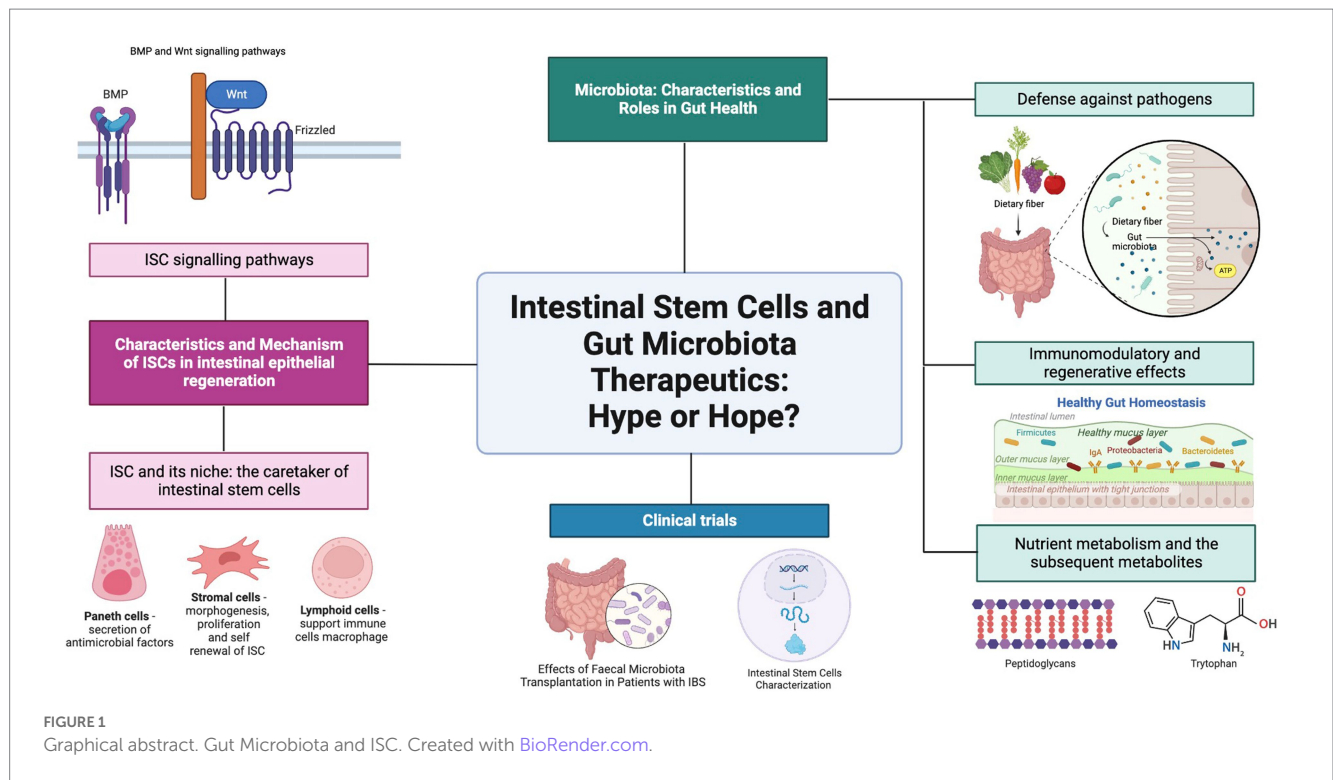 BMP and Wnt signalling pathways
BMP
Wnt
Frizzled
ISC signalling pathways
Characteristics and Mechanism
of ISCs in intestinal epithelial
regeneration
ISC and its niche: the caretaker of
intestinal stem cells
Paneth cells -
secretion of
antimicrobial factors
Stromal cells -
morphogenesis,
proliferation
and self
renewal of ISC
Lymphoid cells -
support immune
cells macrophage
Microbiota: Characteristics and
Roles in Gut Health
Intestinal Stem Cells and
Gut Microbiota
Therapeutics:
Hype or Hope?
Clinical trials
Effects of Faecal Microbiota
Transplantation in Patients with IBS
Intestinal Stem Cells
Characterization
Defense against pathogens
Dietary fiber
Dietary fiber
Gut
microbiota
ATP
Immunomodulatory and
regenerative effects
Healthy Gut Homeostasis
Intestinal lumen
Firmicutes
Healthy mucus layer
IgA
Proteobacteria
Bacteroidetes
Outer mucus layer
Inner mucus layer
Intestinal epithelium with tight junctions
Nutrient metabolism and the
subsequent metabolites
Peptidoglycans
O
OH
HN
NH₂
Trytophan
FIGURE 1
Graphical abstract. Gut Microbiota and ISC. Created with BioRender.com.